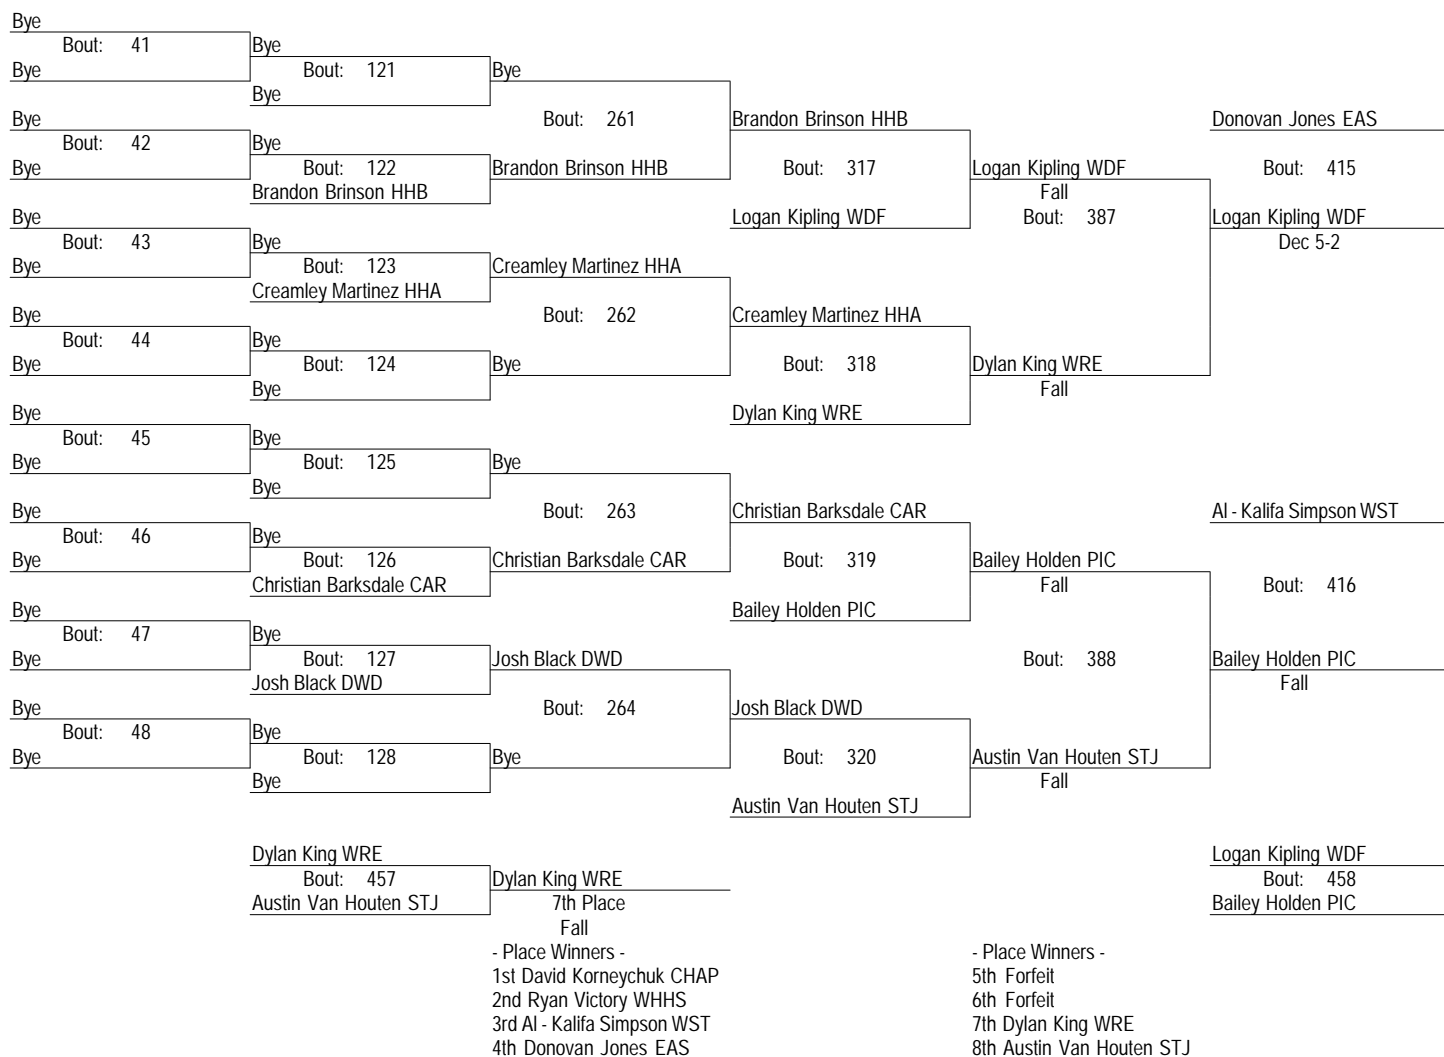 Bye
Bout: 41 Bye
Bye Bout: 121 Bye
Bye
Bye Bout: 261 Brandon Brinson HHB Donovan Jones EAS
Bout: 42 Bye
Bye Bout: 122 Brandon Brinson HHB Bout: 317 Logan Kipling WDF Bout: 415
Brandon Brinson HHB Fall
Bye Logan Kipling WDF Bout: 387 Logan Kipling WDF
Bout: 43 Bye Dec 5-2
Bye Bout: 123 Creamley Martinez HHA
Creamley Martinez HHA
Bye Bout: 262 Creamley Martinez HHA
Bout: 44 Bye
Bye Bout: 124 Bye Bout: 318 Dylan King WRE
Bye Fall
Bye Dylan King WRE
Bout: 45 Bye
Bye Bout: 125 Bye
Bye
Bye Bout: 263 Christian Barksdale CAR Al - Kalifa Simpson WST
Bout: 46 Bye
Bye Bout: 126 Christian Barksdale CAR Bout: 319 Bailey Holden PIC
Christian Barksdale CAR Fall Bout: 416
Bye Bailey Holden PIC
Bout: 47 Bye
Bye Bout: 127 Josh Black DWD Bout: 388 Bailey Holden PIC
Josh Black DWD Fall
Bye Bout: 264 Josh Black DWD
Bout: 48 Bye
Bye Bout: 128 Bye Bout: 320 Austin Van Houten STJ
Bye Fall
Austin Van Houten STJ
Dylan King WRE Logan Kipling WDF
Bout: 457 Dylan King WRE Bout: 458
Austin Van Houten STJ 7th Place Bailey Holden PIC
Fall
- Place Winners - - Place Winners -
1st David Korneychuk CHAP 5th Forfeit
2nd Ryan Victory WHHS 6th Forfeit
3rd Al - Kalifa Simpson WST 7th Dylan King WRE
4th Donovan Jones EAS 8th Austin Van Houten STJ